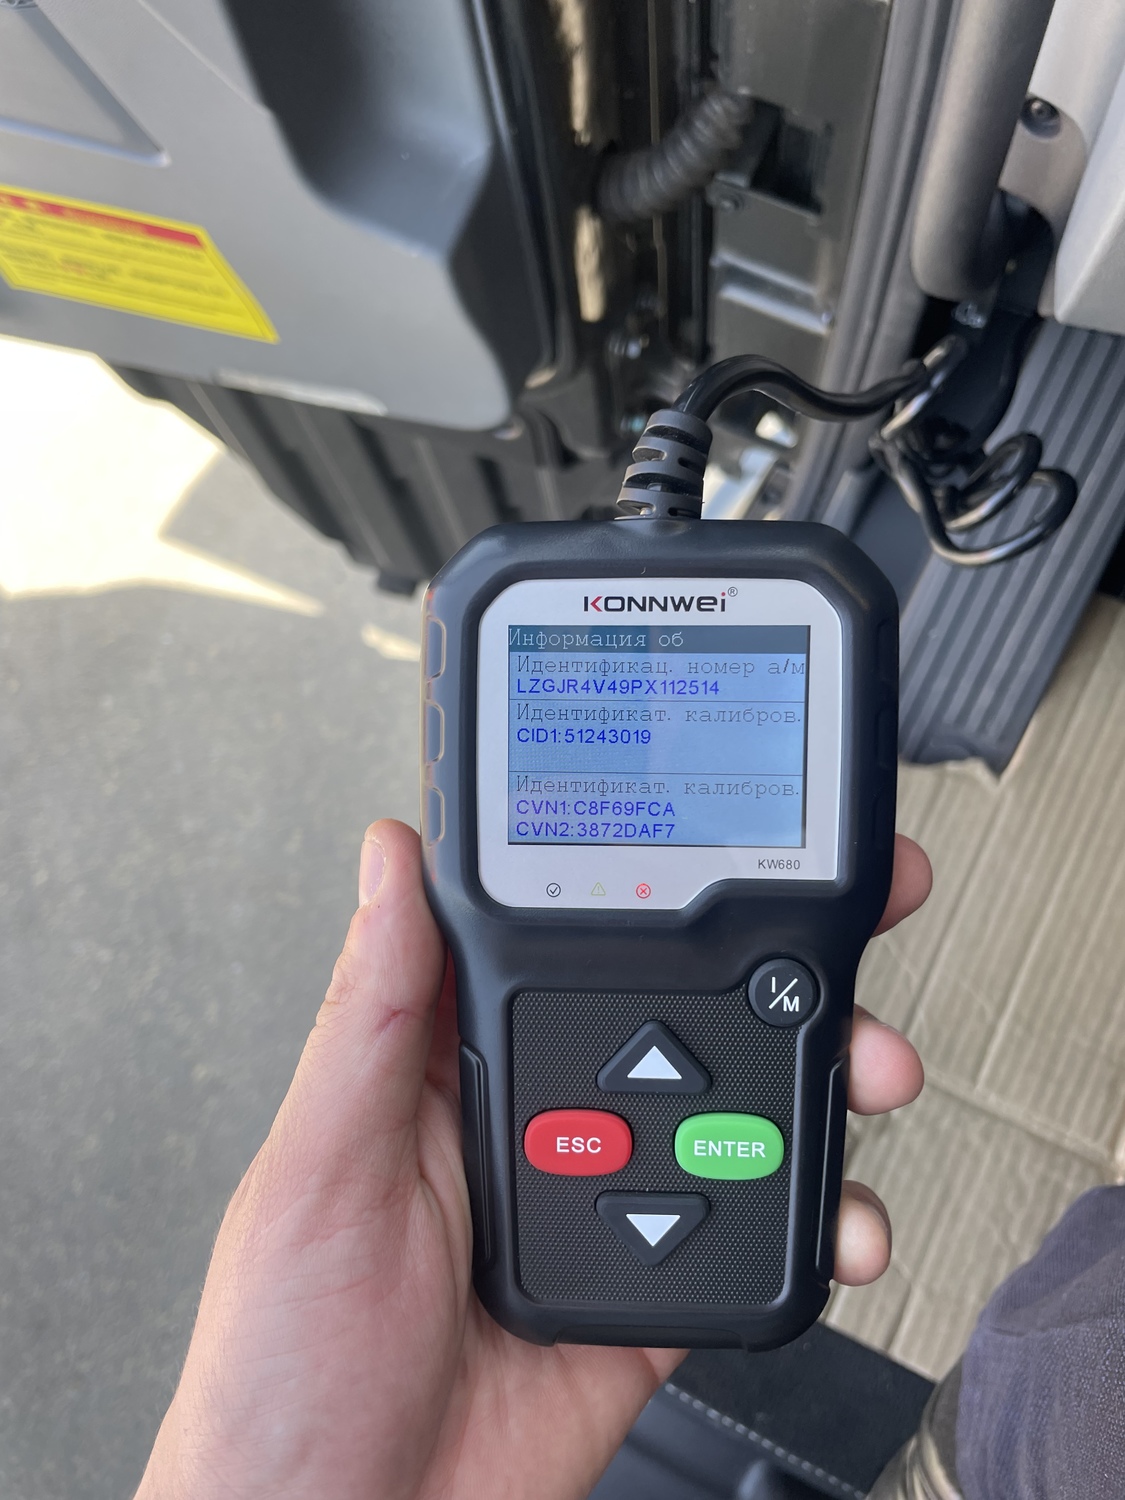 KONNWEI®
Информация об
Идентификац. номер а/м
LZGJR4V49PX112514
Идентификат. калибров.
CID1:51243019
Идентификат. калибров.
CVN1:C8F69FCA
CVN2:3872DAF7
KW680
I/M
ESC
ENTER